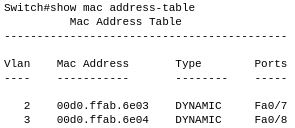 Switch#show mac address-table
Mac Address Table
-------------------------------------------
Vlan    Mac Address       Type        Ports
----    -----------       --------    -----
2    00d0.ffab.6e03    DYNAMIC     Fa0/7
3    00d0.ffab.6e04    DYNAMIC     Fa0/8